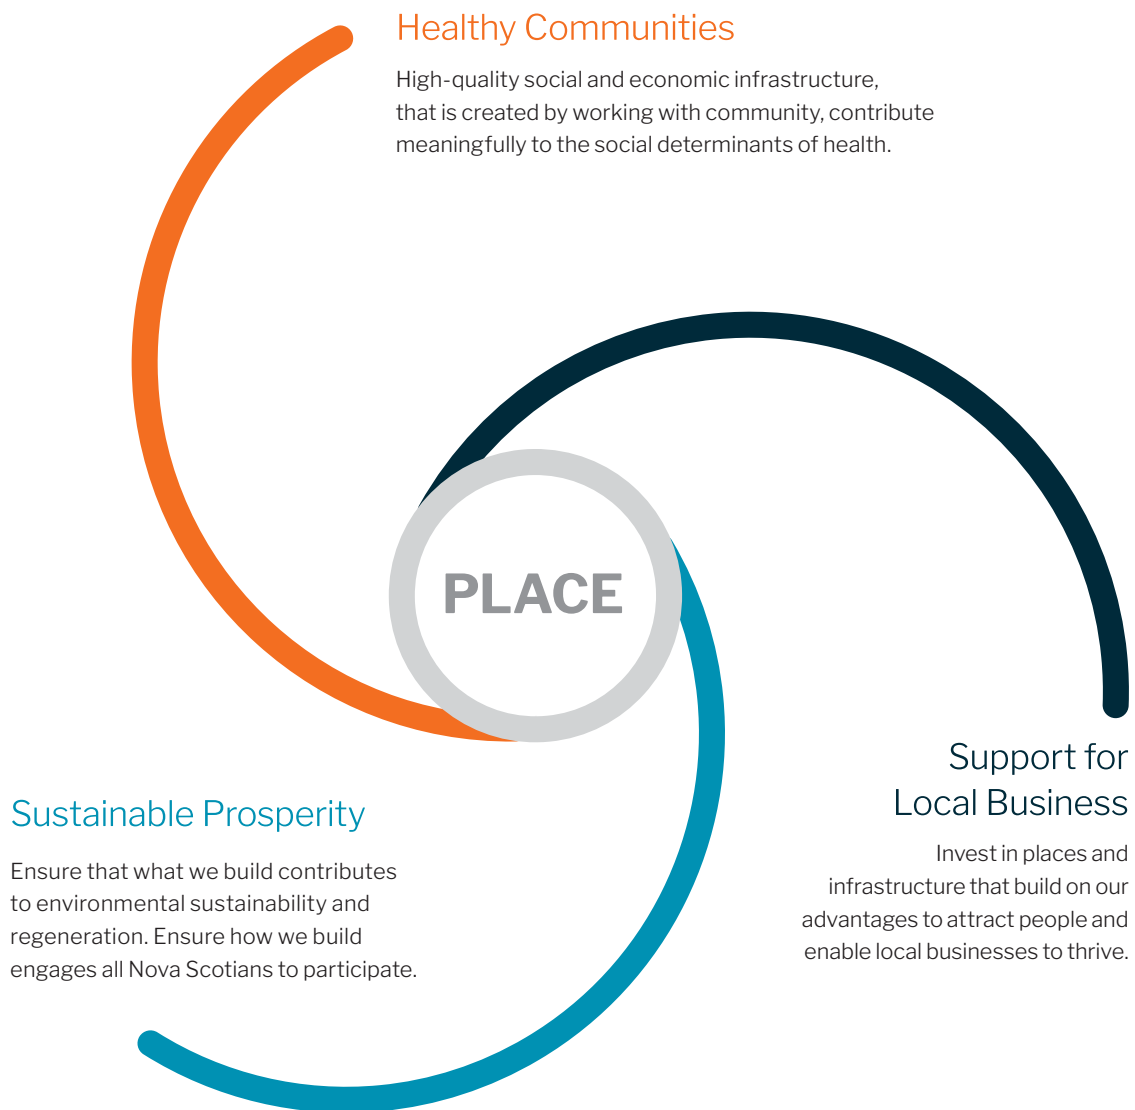 Healthy Communities
High-quality social and economic infrastructure,
that is created by working with community, contribute
meaningfully to the social determinants of health.
PLACE
Support for
Local Business
Invest in places and
infrastructure that build on our
advantages to attract people and
enable local businesses to thrive.
Sustainable Prosperity
Ensure that what we build contributes
to environmental sustainability and
regeneration. Ensure how we build
engages all Nova Scotians to participate.